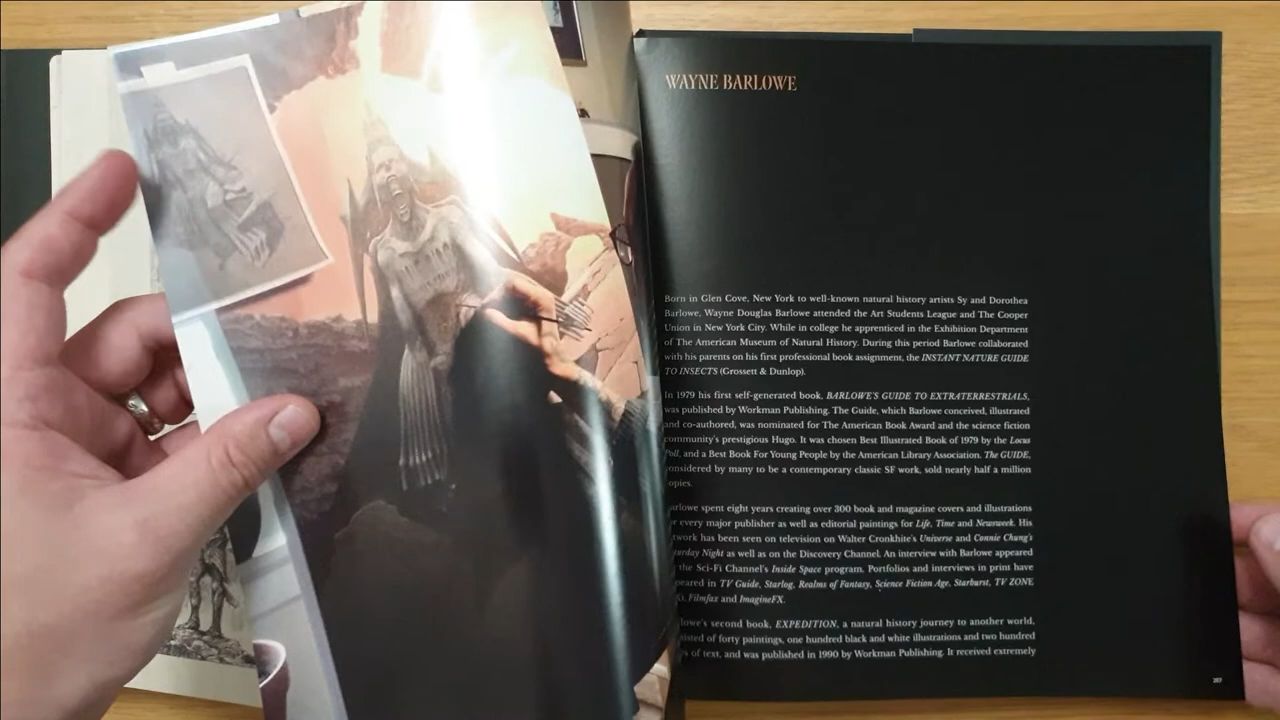 WAYNE BARLOWE
Born in Glen Cove, New York to well-known natural history artists Sy and Dorothea
Barlowe, Wayne Douglas Barlowe attended the Art Students League and The Cooper
Union in New York City. While in college he apprenticed in the Exhibition Department
of The American Museum of Natural History. During this period Barlowe collaborated
with his parents on his first professional book assignment, the INSTANT NATURE GUIDE
TO INSECTS (Grossett & Dunlop).
In 1979 his first self-generated book, BARLOWE'S GUIDE TO EXTRATERRESTRIALS,
was published by Workman Publishing. The Guide, which Barlowe conceived, illustrated
and co-authored, was nominated for The American Book Award and the science fiction
community's prestigious Hugo. It was chosen Best Illustrated Book of 1979 by the Locus
Poll, and a Best Book For Young People by the American Library Association. The GUIDE,
onsidered by many to be a contemporary classic SF work, sold nearly half a million
opies.
arlowe spent eight years creating over 300 book and magazine covers and illustrations
r every major publisher as well as editorial paintings for Life, Time and Newsweek. His
twork has been seen on television on Walter Cronkite's Universe and Connie Chung's
turday Night as well as on the Discovery Channel. An interview with Barlowe appeared
the Sci-Fi Channel's Inside Space program. Portfolios and interviews in print have
peared in TV Guide, Starlog, Realms of Fantasy, Science Fiction Age, Starburst, TV ZONE
Filmfax and ImagineFX.
lowe's second book, EXPEDITION, a natural history journey to another world,
sisted of forty paintings, one hundred black and white illustrations and two hundred
of text, and was published in 1990 by Workman Publishing. It received extremely